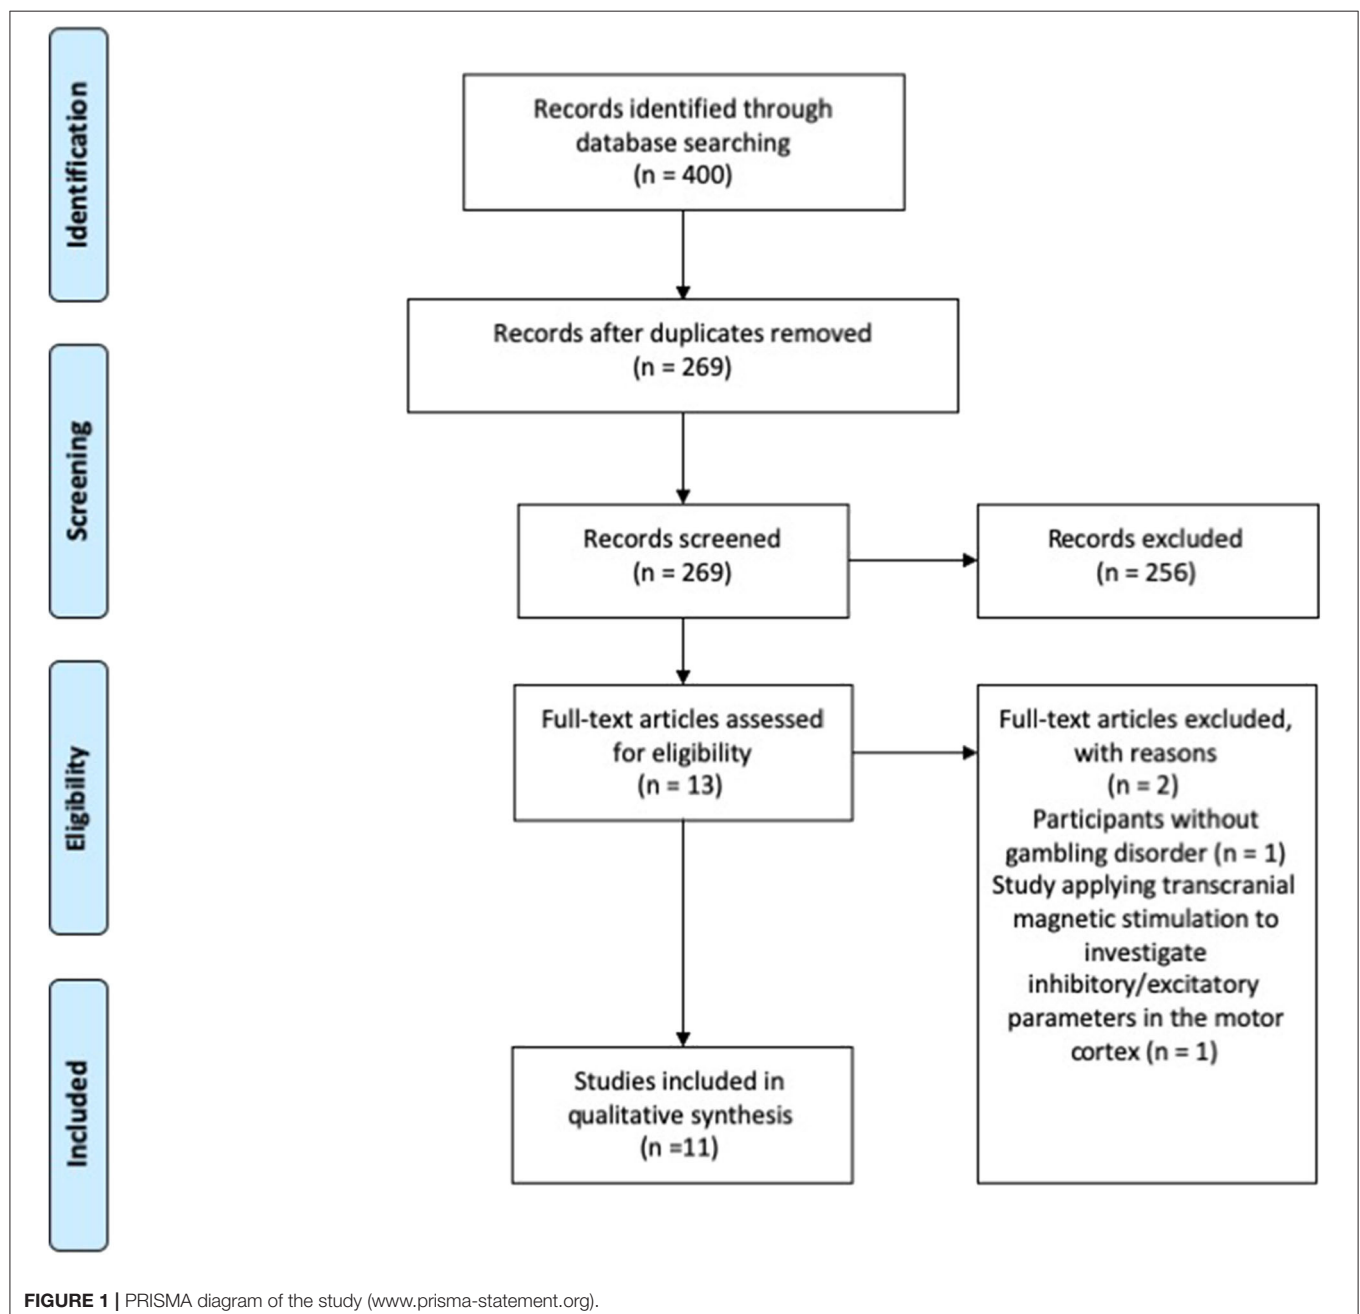 Identification
Records identified through
database searching
(n = 400)
Records after duplicates removed
(n = 269)
Screening
Records screened
(n = 269)
Records excluded
(n = 256)
Eligibility
Full-text articles assessed
for eligibility
(n = 13)
Full-text articles excluded,
with reasons
(n = 2)
Participants without
gambling disorder (n = 1)
Study applying transcranial
magnetic stimulation to
investigate
inhibitory/excitatory
parameters in the motor
cortex (n = 1)
Included
Studies included in
qualitative synthesis
(n =11)
FIGURE 1 | PRISMA diagram of the study (www.prisma-statement.org).